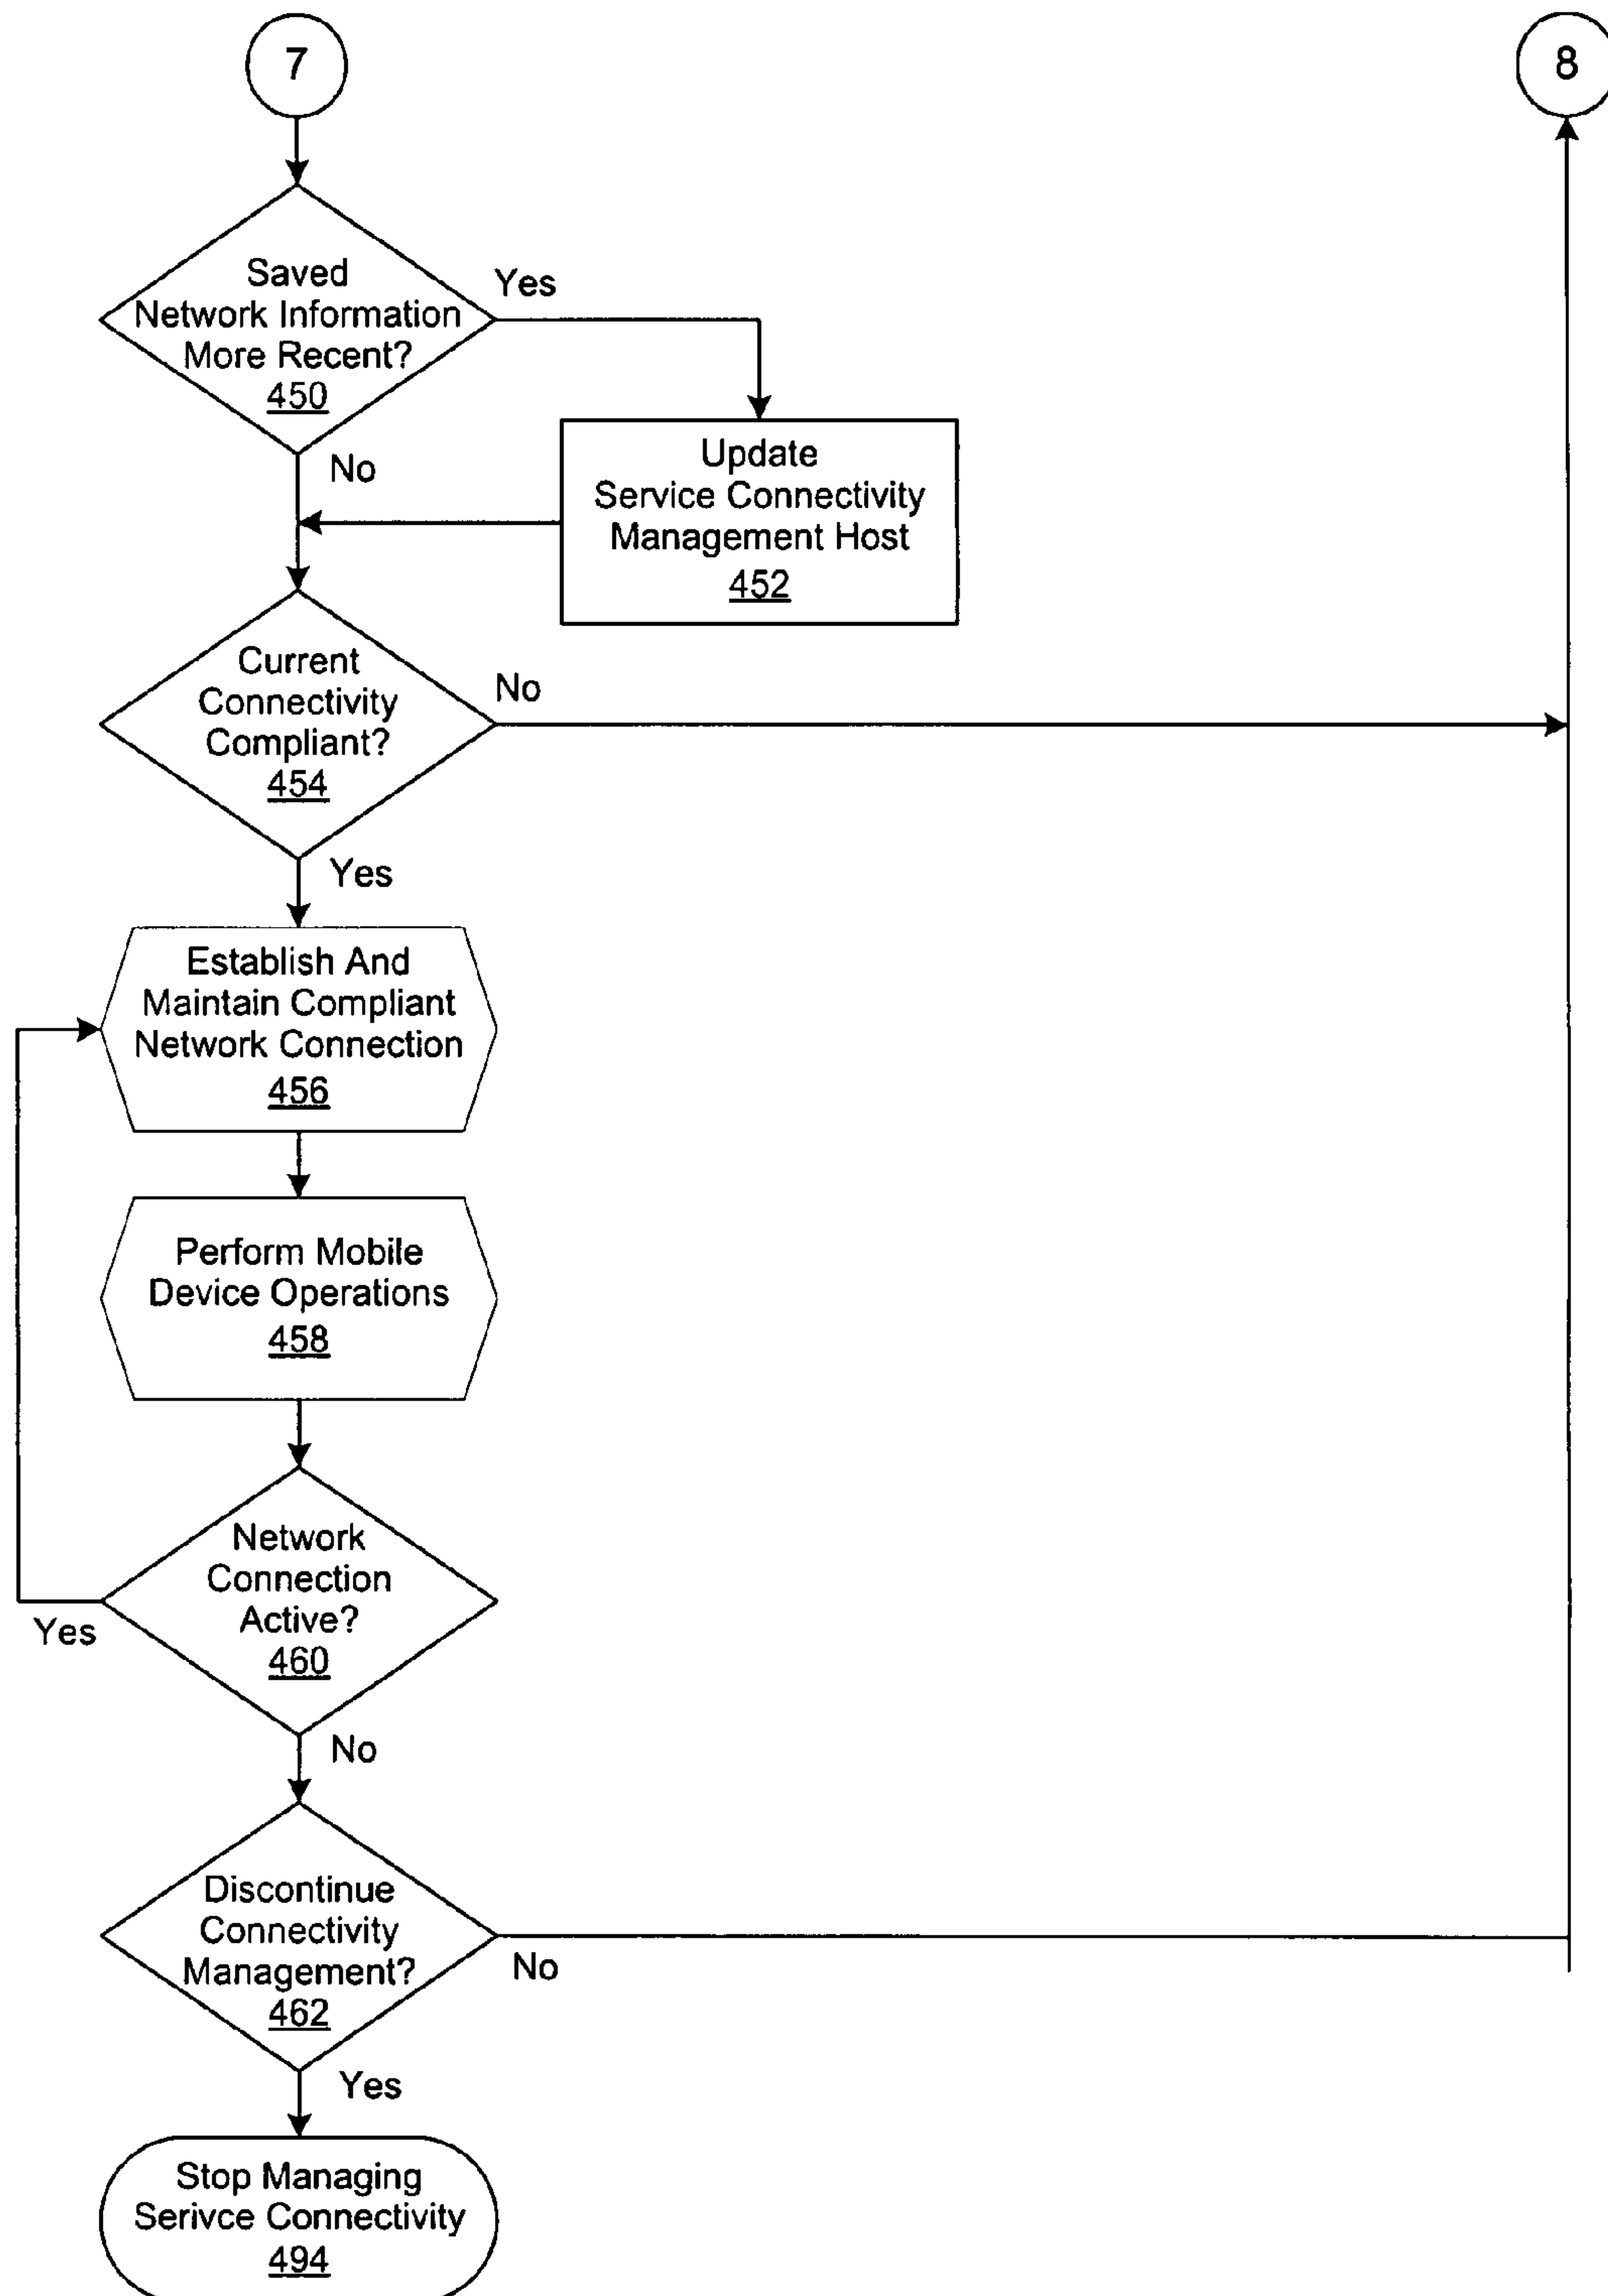 7
8
Saved
Network Information
More Recent?
450
Yes
No
Update
Service Connectivity
Management Host
452
Current
Connectivity
Compliant?
454
No
Yes
Establish And
Maintain Compliant
Network Connection
456
Perform Mobile
Device Operations
458
Network
Connection
Active?
460
Yes
No
Discontinue
Connectivity
Management?
462
No
Yes
Stop Managing
Serivce Connectivity
494